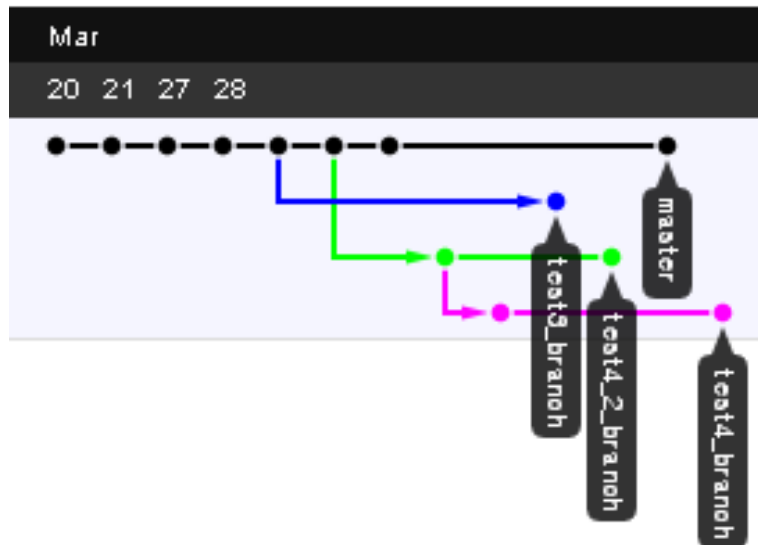 Mar
20 21 27 28
master
test3_branch
test4_2_branch
test4_branch